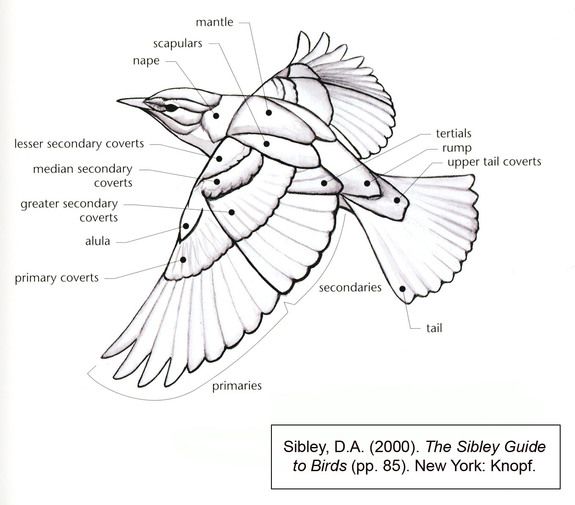 mantle
scapulars
nape
lesser secondary coverts
median secondary
coverts
greater secondary
coverts
alula
primary coverts
tertials
rump
upper tail coverts
secondaries
tail
primaries
Sibley, D.A. (2000). The Sibley Guide
to Birds (pp. 85). New York: Knopf.